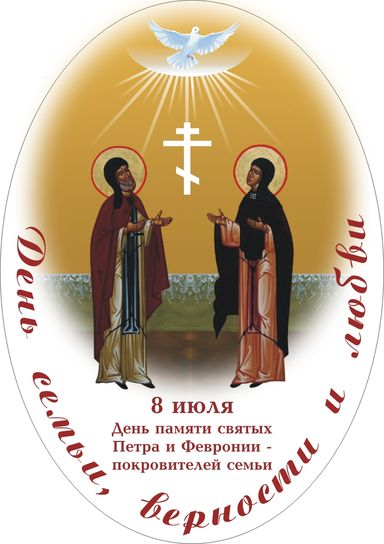 8 июля
День памяти святых
Петра и Февронии -
покровителей семьи
День семьи, верности и любви